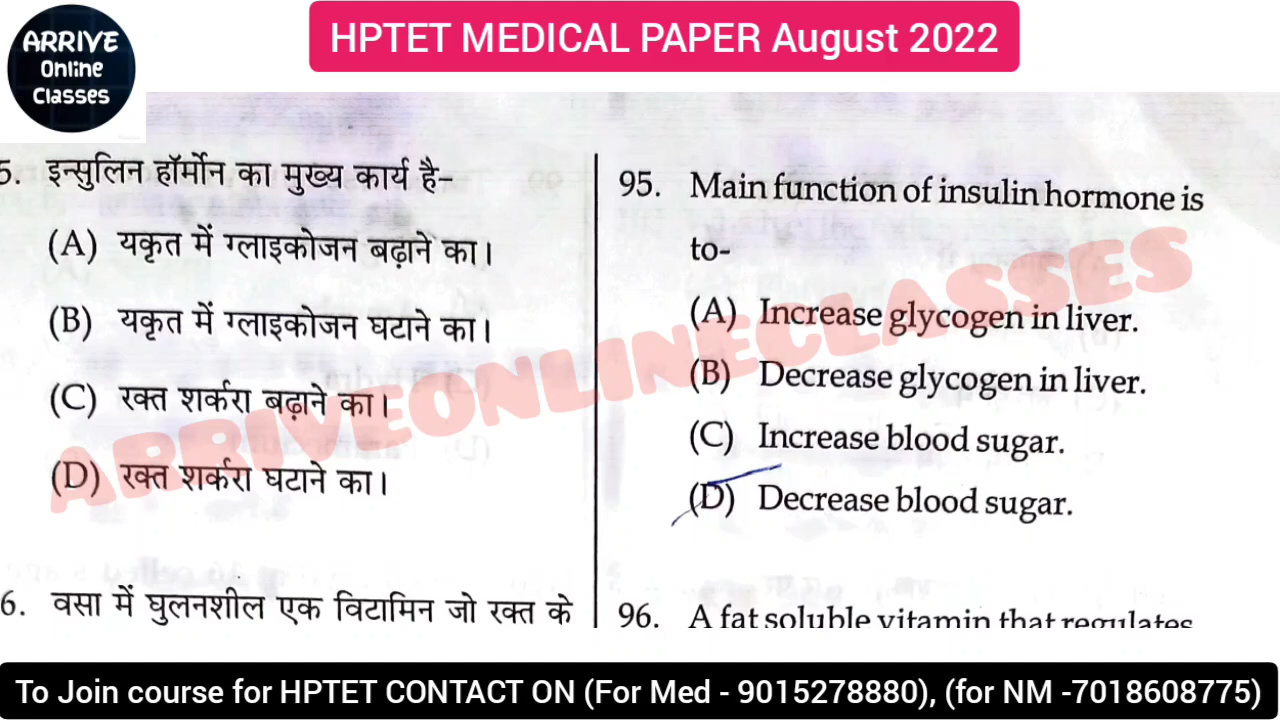 ARRIVE
Online
Classes
HPTET MEDICAL PAPER August 2022
5. इन्सुलिन हॉर्मोन का मुख्य कार्य है–
(A) यकृत में ग्लाइकोजन बढ़ाने का।
(B) यकृत में ग्लाइकोजन घटाने का।
(C) रक्त शर्करा बढ़ाने का।
(D) रक्त शर्करा घटाने का।
6. वसा में घुलनशील एक विटामिन जो रक्त के
95. Main function of insulin hormone is
to-
(A) Increase glycogen in liver.
(B) Decrease glycogen in liver.
(C) Increase blood sugar.
(D) Decrease blood sugar.
96. A fat soluble vitamin that regulates
ARRIVEONLINECLASSES
To Join course for HPTET CONTACT ON (For Med - 9015278880), (for NM -7018608775)